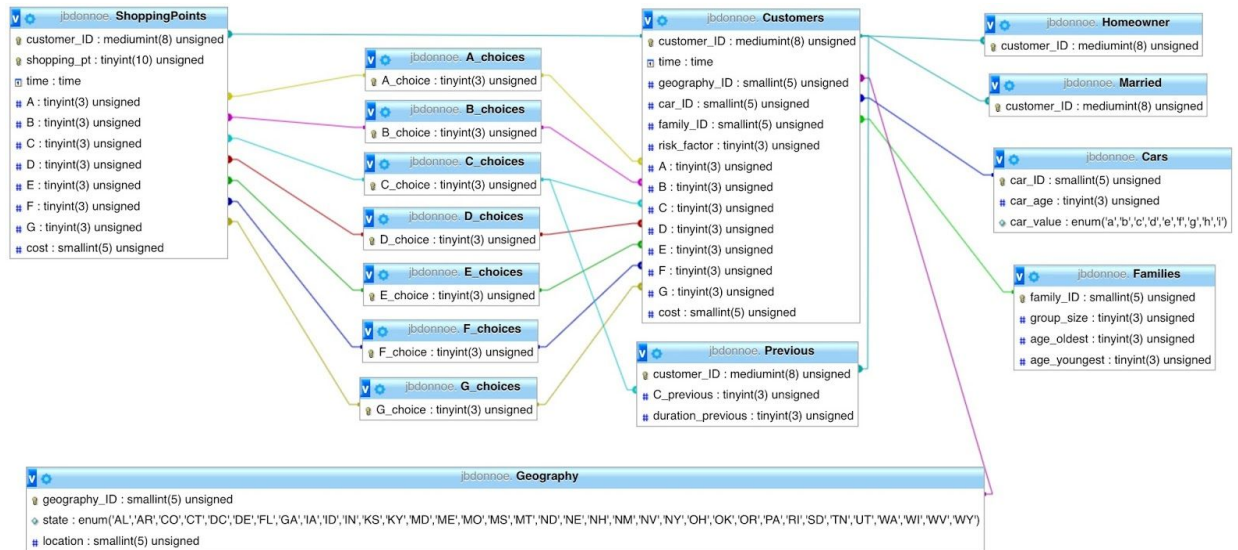 jbdonnoe. ShoppingPoints
customer_ID : mediumint(8) unsigned
shopping_pt : tinyint(10) unsigned
time : time
A : tinyint(3) unsigned
B : tinyint(3) unsigned
C : tinyint(3) unsigned
D : tinyint(3) unsigned
E : tinyint(3) unsigned
F : tinyint(3) unsigned
G : tinyint(3) unsigned
cost : smallint(5) unsigned
jbdonnoe. A_choices
A_choice : tinyint(3) unsigned
jbdonnoe. B_choices
B_choice : tinyint(3) unsigned
jbdonnoe. C_choices
C_choice : tinyint(3) unsigned
jbdonnoe. D_choices
D_choice : tinyint(3) unsigned
jbdonnoe. E_choices
E_choice : tinyint(3) unsigned
jbdonnoe. F_choices
F_choice : tinyint(3) unsigned
jbdonnoe. G_choices
G_choice : tinyint(3) unsigned
jbdonnoe. Customers
customer_ID : mediumint(8) unsigned
time : time
geography_ID : smallint(5) unsigned
car_ID : smallint(5) unsigned
family_ID : smallint(5) unsigned
risk_factor : tinyint(3) unsigned
A : tinyint(3) unsigned
B : tinyint(3) unsigned
C : tinyint(3) unsigned
D : tinyint(3) unsigned
E : tinyint(3) unsigned
F : tinyint(3) unsigned
G : tinyint(3) unsigned
cost : smallint(5) unsigned
jbdonnoe. Previous
customer_ID : mediumint(8) unsigned
C_previous : tinyint(3) unsigned
duration_previous : tinyint(3) unsigned
jbdonnoe. Homeowner
customer_ID : mediumint(8) unsigned
jbdonnoe. Married
customer_ID : mediumint(8) unsigned
jbdonnoe. Cars
car_ID : smallint(5) unsigned
car_age : tinyint(3) unsigned
car_value : enum('a','b','c','d','e','f','g','h','i')
jbdonnoe. Families
family_ID : smallint(5) unsigned
group_size : tinyint(3) unsigned
age_oldest : tinyint(3) unsigned
age_youngest : tinyint(3) unsigned
jbdonnoe. Geography
geography_ID : smallint(5) unsigned
state : enum('AL','AR','CO','CT','DC','DE','FL','GA','IA','ID','IN','KS','KY','MD','ME','MO','MS','MT','ND','NE','NH','NM','NV','NY','OH','OK','OR','PA','RI','SD','TN','UT','WA','WI','WV','WY')
location : smallint(5) unsigned